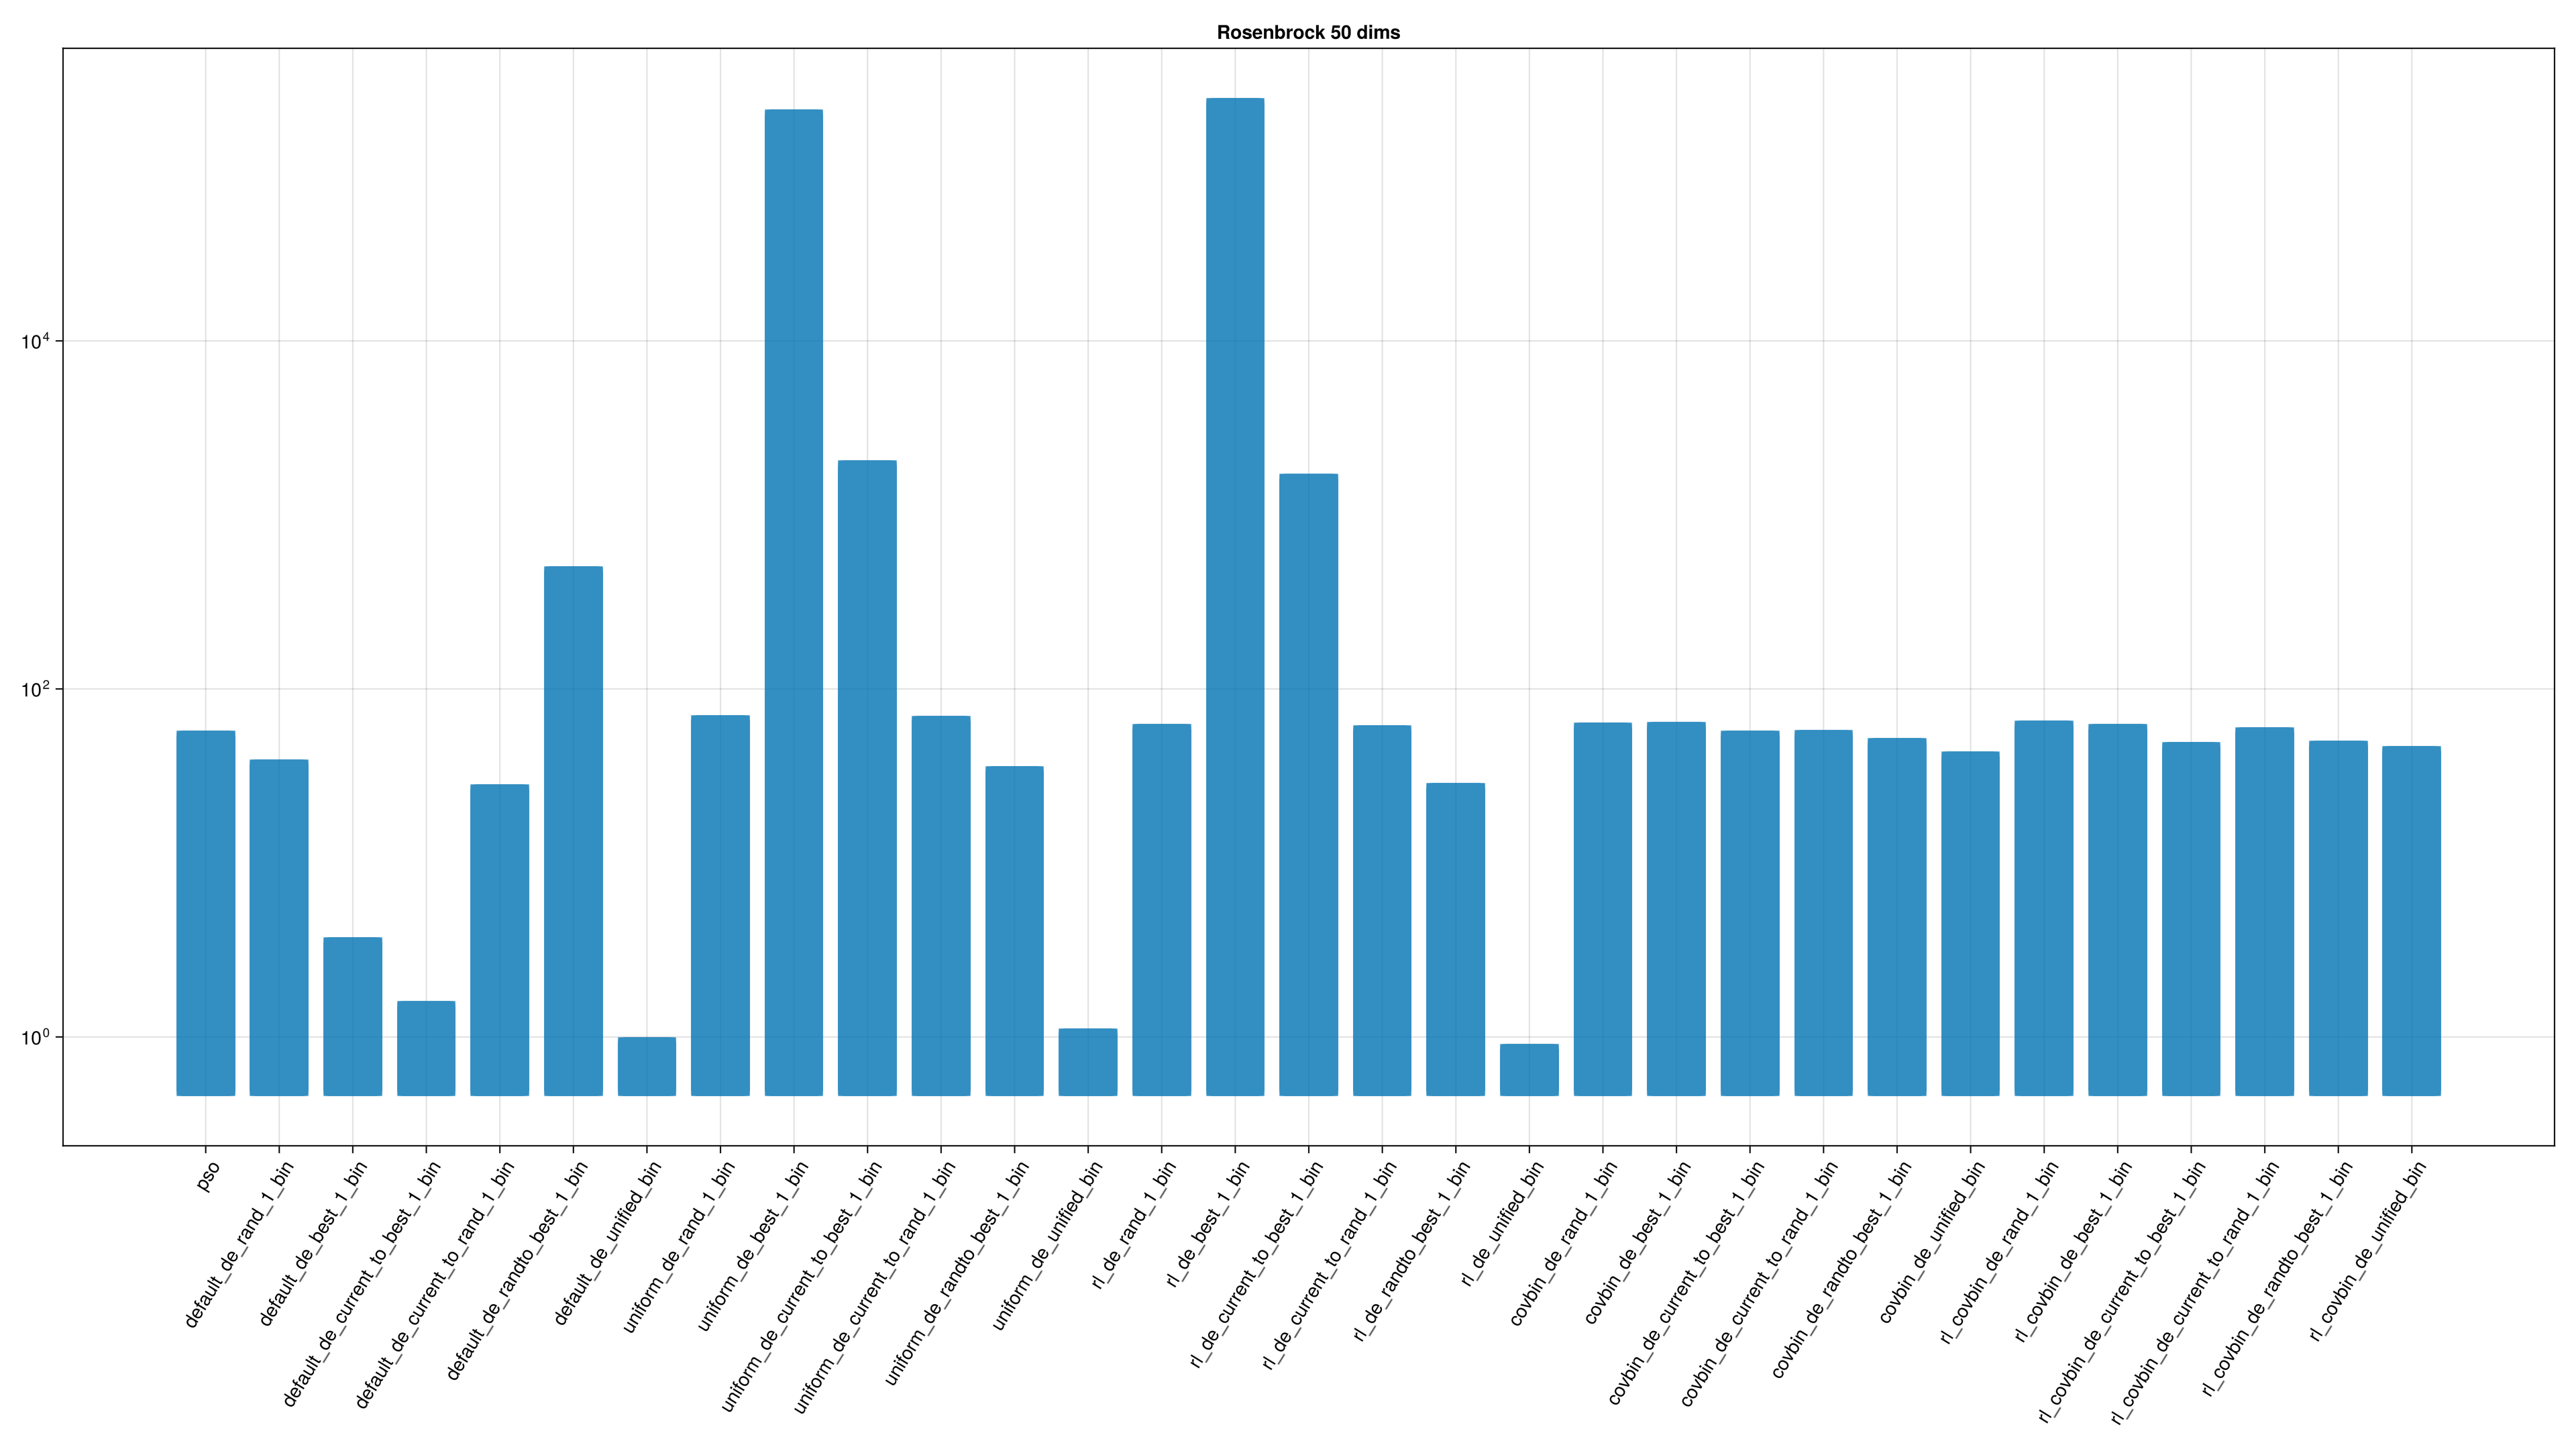 Rosenbrock 50 dims
10⁴
10²
10⁰
pso
default_de_rand_1_bin
default_de_best_1_bin
default_de_current_to_best_1_bin
default_de_current_to_rand_1_bin
default_de_randto_best_1_bin
default_de_unified_bin
uniform_de_rand_1_bin
uniform_de_best_1_bin
uniform_de_current_to_best_1_bin
uniform_de_current_to_rand_1_bin
uniform_de_randto_best_1_bin
uniform_de_unified_bin
rl_de_rand_1_bin
rl_de_best_1_bin
rl_de_current_to_best_1_bin
rl_de_current_to_rand_1_bin
rl_de_randto_best_1_bin
rl_de_unified_bin
covbin_de_rand_1_bin
covbin_de_best_1_bin
covbin_de_current_to_best_1_bin
covbin_de_current_to_rand_1_bin
covbin_de_randto_best_1_bin
covbin_de_unified_bin
rl_covbin_de_rand_1_bin
rl_covbin_de_best_1_bin
rl_covbin_de_current_to_best_1_bin
rl_covbin_de_current_to_rand_1_bin
rl_covbin_de_randto_best_1_bin
rl_covbin_de_unified_bin